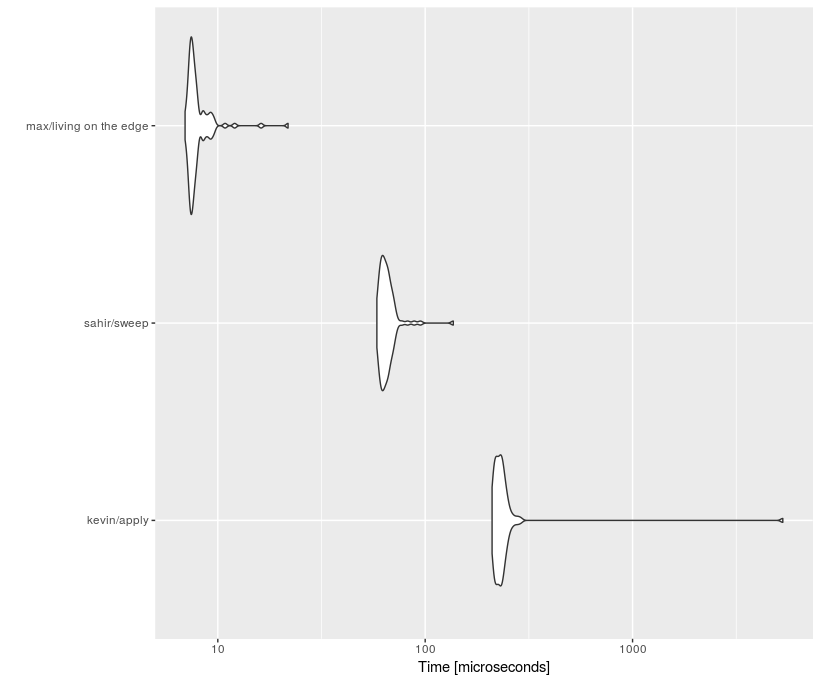 max/living on the edge
sahir/sweep
kevin/apply
10 100 1000
Time [microseconds]